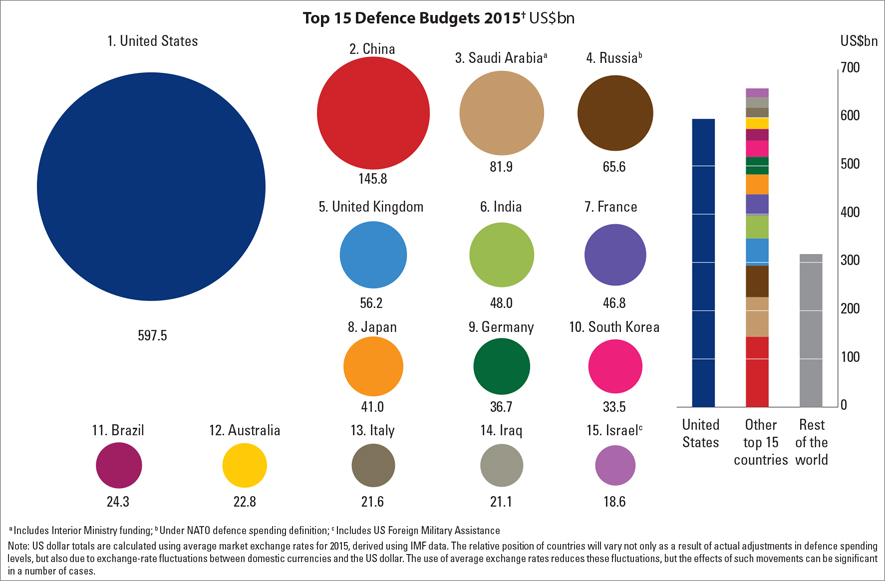 Top 15 Defence Budgets 2015† US$bn
1. United States
2. China
3. Saudi Arabiaᵃ
4. Russiaᵇ
597.5
145.8
81.9
65.6
5. United Kingdom
6. India
7. France
56.2
48.0
46.8
8. Japan
9. Germany
10. South Korea
41.0
36.7
33.5
11. Brazil
12. Australia
13. Italy
14. Iraq
15. Israelᶜ
24.3
22.8
21.6
21.1
18.6
US$bn
700
600
500
400
300
200
100
0
United
States
Other
top 15
countries
Rest
of the
world
ᵃ Includes Interior Ministry funding; ᵇ Under NATO defence spending definition; ᶜ Includes US Foreign Military Assistance
Note: US dollar totals are calculated using average market exchange rates for 2015, derived using IMF data. The relative position of countries will vary not only as a result of actual adjustments in defence spending
levels, but also due to exchange-rate fluctuations between domestic currencies and the US dollar. The use of average exchange rates reduces these fluctuations, but the effects of such movements can be significant
in a number of cases.